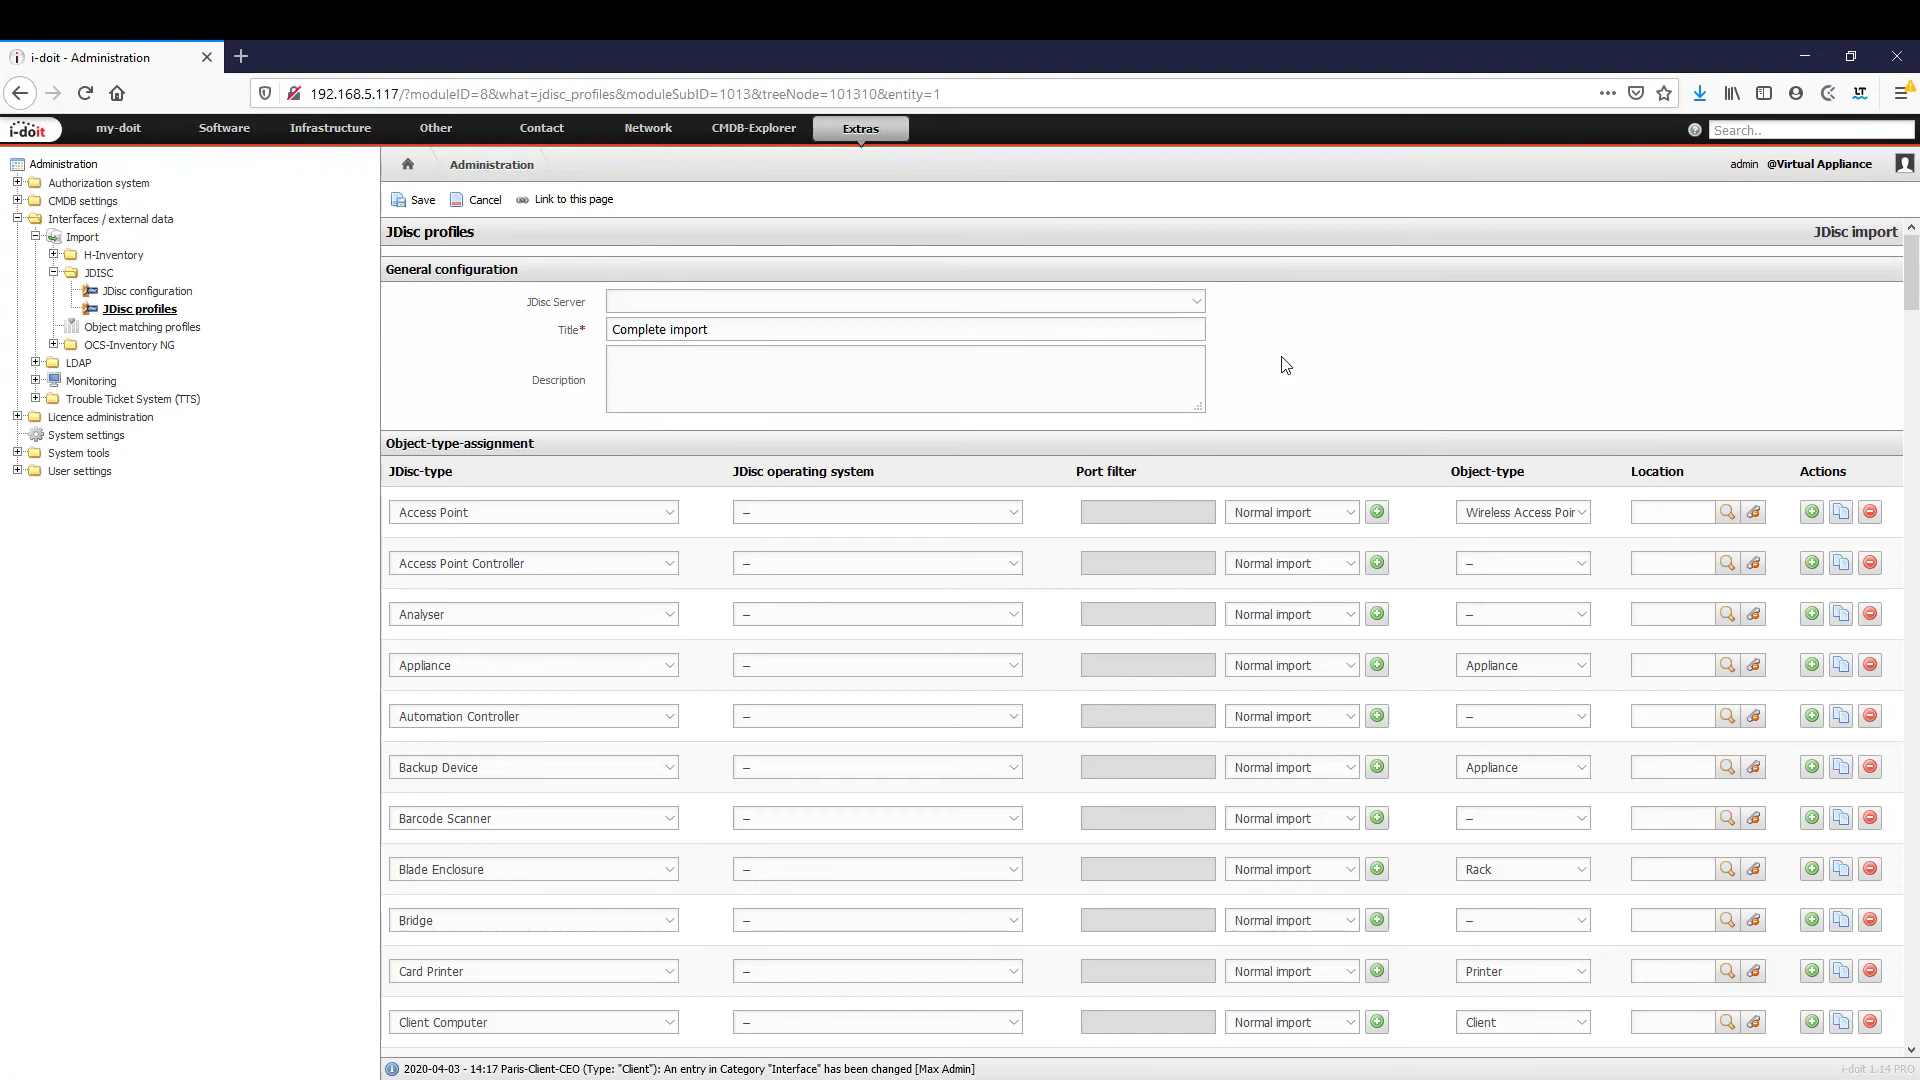 i-doit - Administration
192.168.5.117/?moduleID=8&what=jdisc_profiles&moduleSubID=1013&treeNode=101310&entity=1
i-doit my-doit Software Infrastructure Other Contact Network CMDB-Explorer Extras Search..
Administration
Authorization system
CMDB settings
Interfaces / external data
Import
H-Inventory
JDISC
JDisc configuration
JDisc profiles
Object matching profiles
OCS-Inventory NG
LDAP
Monitoring
Trouble Ticket System (TTS)
Licence administration
System settings
System tools
User settings
Administration admin @Virtual Appliance
Save Cancel Link to this page
JDisc profiles JDisc import
General configuration
JDisc Server
Title* Complete import
Description
Object-type-assignment
JDisc-type JDisc operating system Port filter Object-type Location Actions
Access Point – Normal import Wireless Access Poir
Access Point Controller – Normal import –
Analyser – Normal import –
Appliance – Normal import Appliance
Automation Controller – Normal import –
Backup Device – Normal import Appliance
Barcode Scanner – Normal import –
Blade Enclosure – Normal import Rack
Bridge – Normal import –
Card Printer – Normal import Printer
Client Computer – Normal import Client
2020-04-03 - 14:17 Paris-Client-CEO (Type: "Client"): An entry in Category "Interface" has been changed [Max Admin] i-doit 1.14 PRO